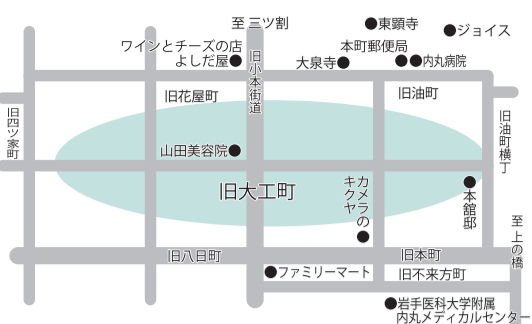 至 三ツ割
東顕寺
ジョイス
ワインとチーズの店
よしだ屋
本町郵便局
大泉寺
内丸病院
旧小本街道
旧花屋町
旧油町
旧四ツ家町
旧油町横丁
山田美容院
旧大工町
カメラの
キクヤ
本舘邸
至 上の橋
旧八日町
旧本町
ファミリーマート
旧不来方町
岩手医科大学附属
内丸メディカルセンター